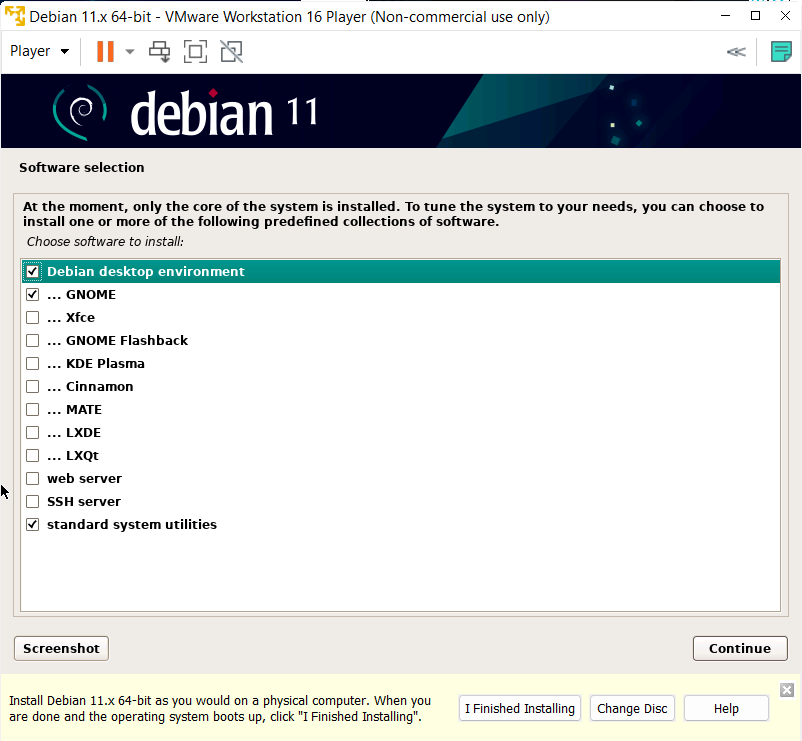 Debian 11.x 64-bit - VMware Workstation 16 Player (Non-commercial use only)
Player
debian 11
Software selection
At the moment, only the core of the system is installed. To tune the system to your needs, you can choose to
install one or more of the following predefined collections of software.
Choose software to install:
Debian desktop environment
... GNOME
... Xfce
... GNOME Flashback
... KDE Plasma
... Cinnamon
... MATE
... LXDE
... LXQt
web server
SSH server
standard system utilities
Screenshot
Continue
Install Debian 11.x 64-bit as you would on a physical computer. When you
are done and the operating system boots up, click "I Finished Installing".
I Finished Installing
Change Disc
Help